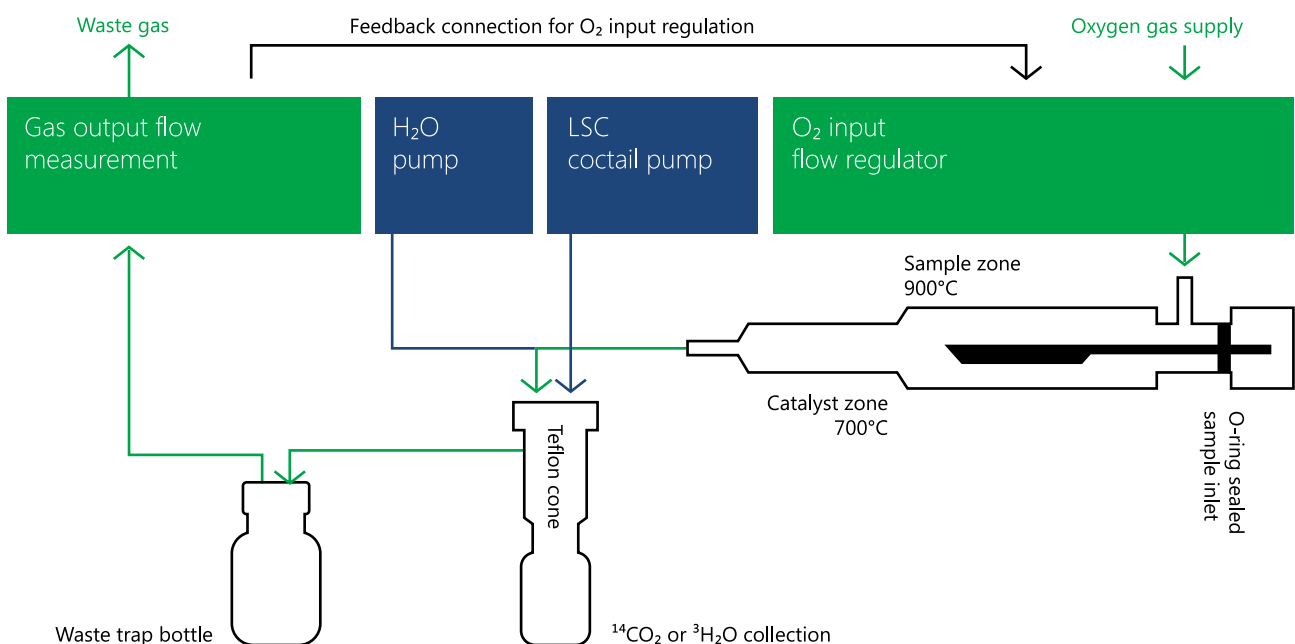 Waste gas
Feedback connection for O₂ input regulation
Oxygen gas supply
Gas output flow
measurement
H₂O
pump
LSC
coctail pump
O₂ input
flow regulator
Sample zone
900°C
Catalyst zone
700°C
O-ring sealed
sample inlet
Teflon cone
Waste trap bottle
¹⁴CO₂ or ³H₂O collection